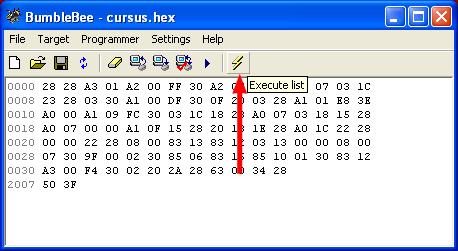 BumbleBee - cursus.hex
File Target Programmer Settings Help
Execute list
0000 28 28 A3 01 A2 00 FF 30 A2 07 03 1C
0008 28 23 03 30 A1 00 DF 30 0F 03 28 A1 01 E8 3E
0010 A0 00 A1 09 FC 30 03 1C 18 A0 07 03 18 15 28
0018 A0 07 00 00 A1 0F 15 28 20 1E 28 A0 1C 22 28
0020 00 00 22 28 08 00 83 13 83 03 13 00 00 08 00
0028 07 30 9F 00 02 30 85 06 83 85 10 01 30 83 12
0030 A3 00 F4 30 02 20 2A 28 63 34 28
2007 50 3F